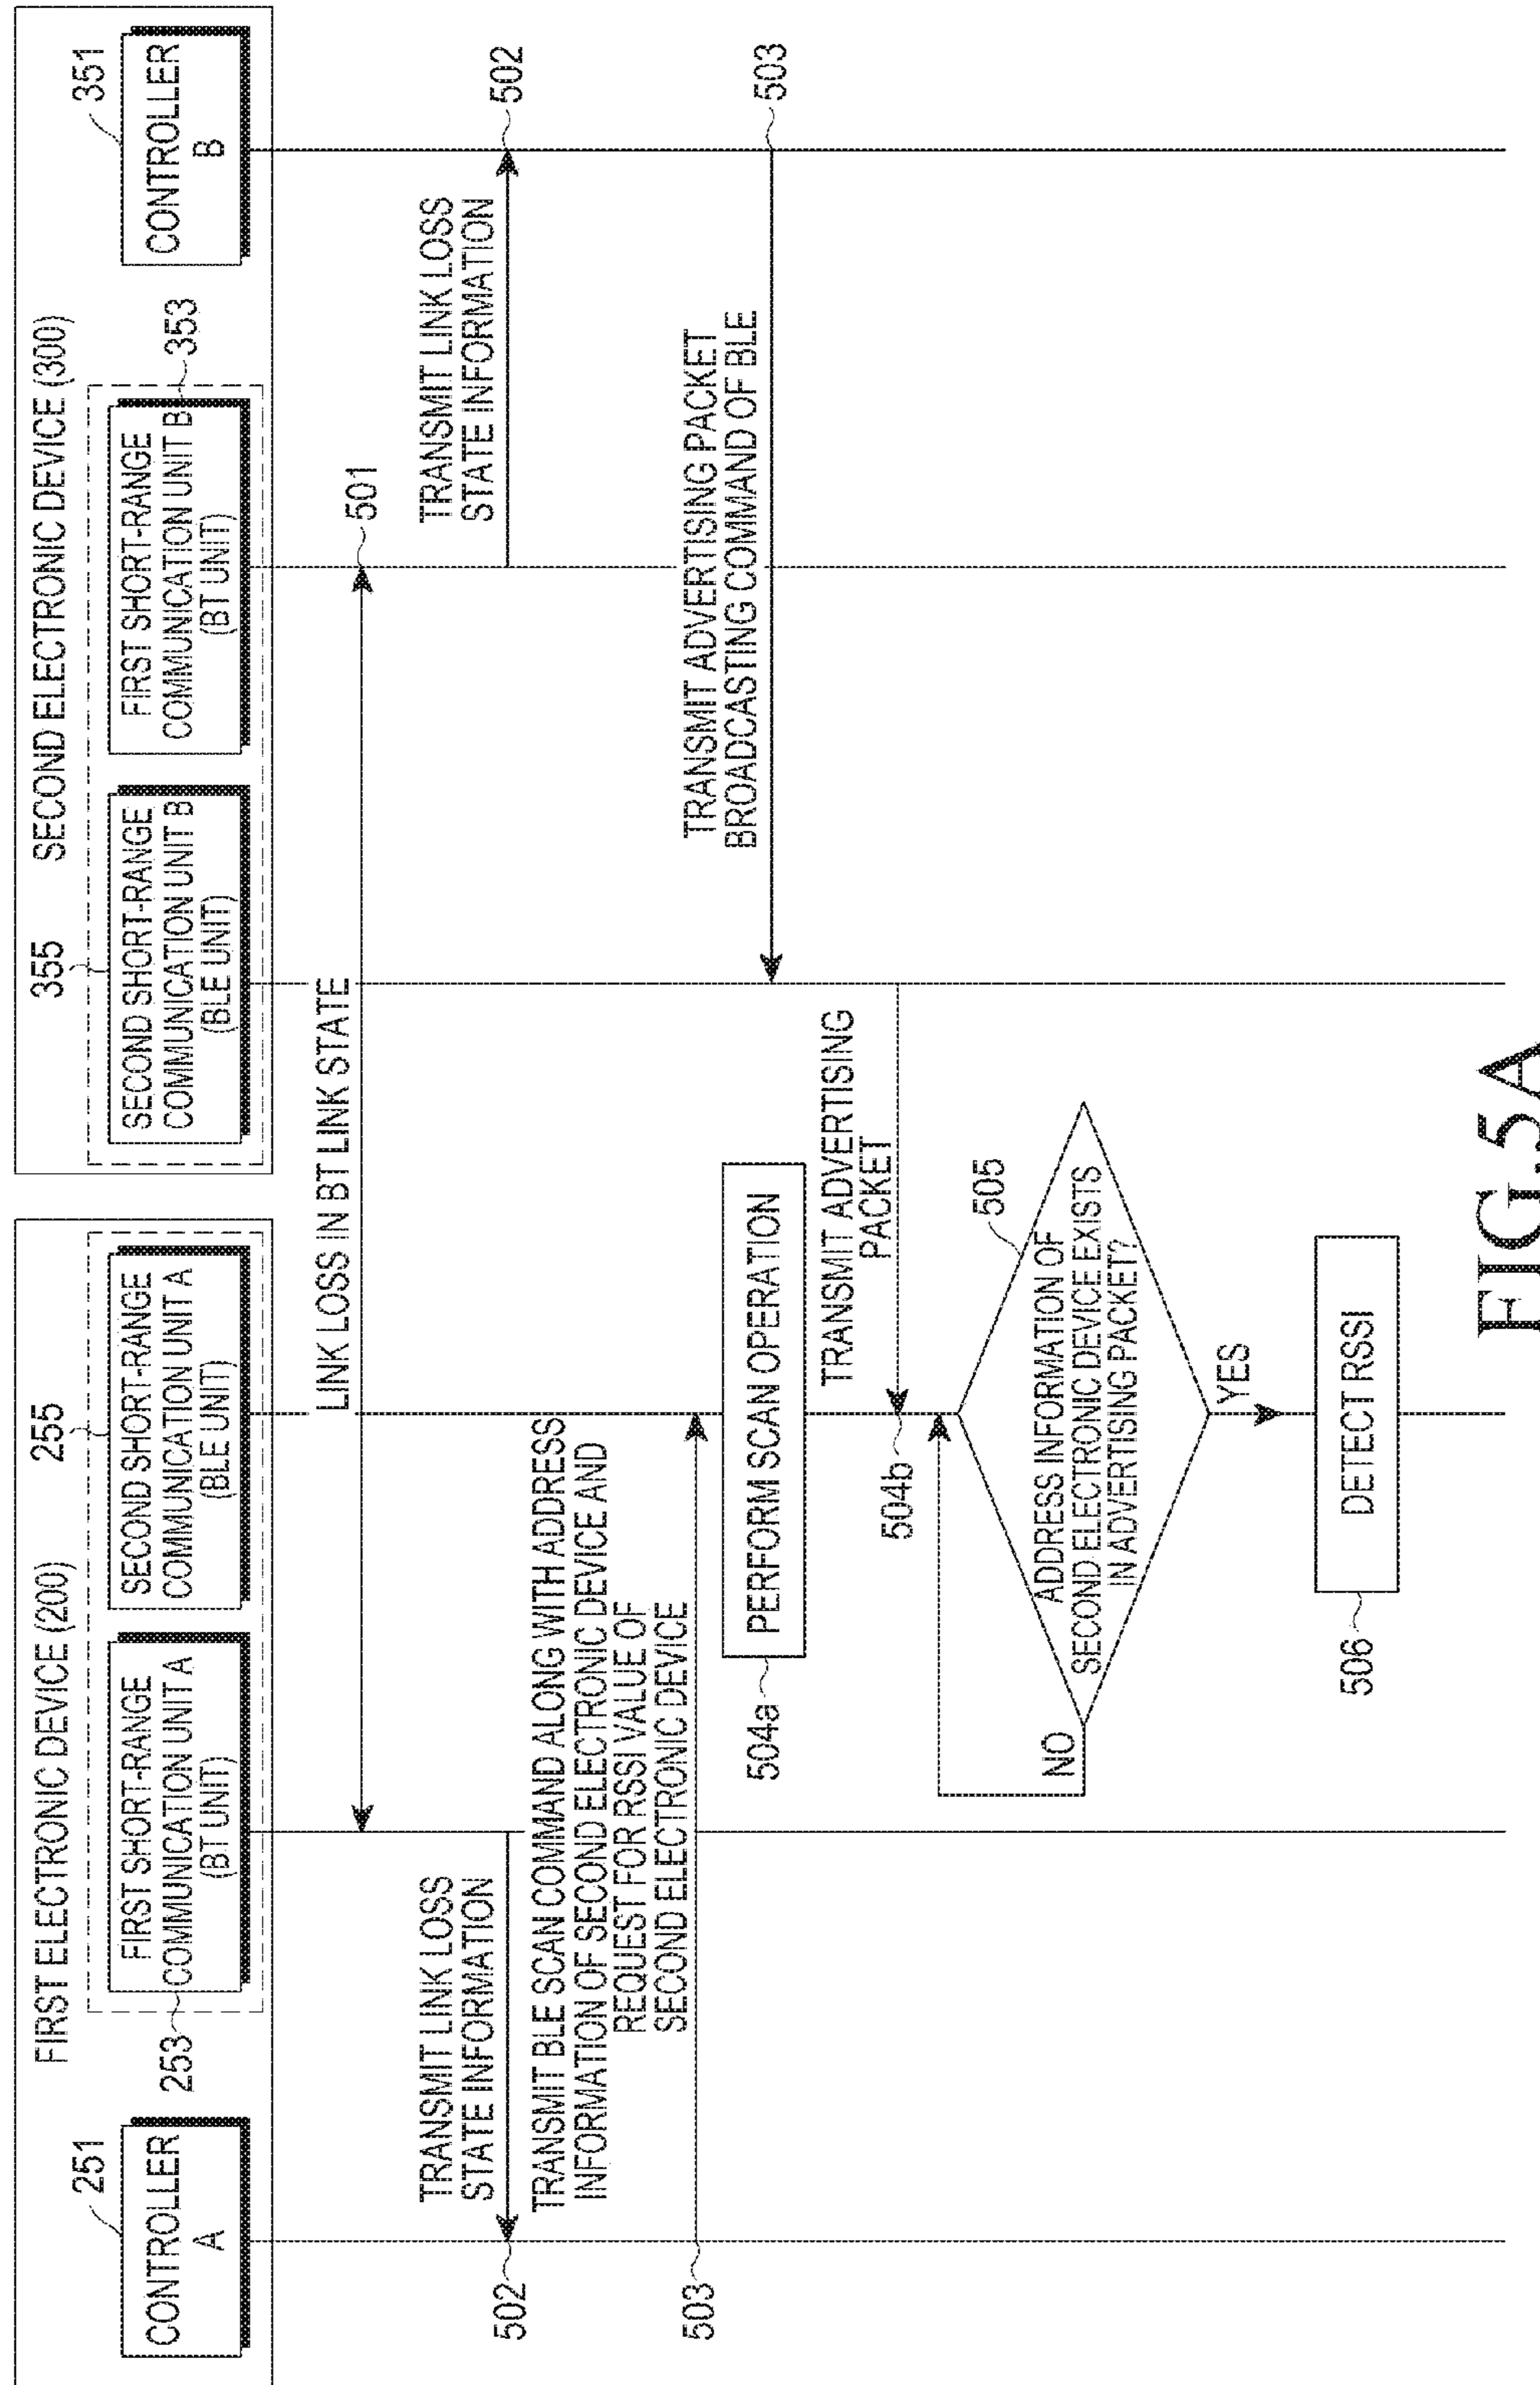 FIRST ELECTRONIC DEVICE (200)
SECOND ELECTRONIC DEVICE (300)
251
CONTROLLER
A
253
FIRST SHORT-RANGE
COMMUNICATION UNIT A
(BT UNIT)
255
SECOND SHORT-RANGE
COMMUNICATION UNIT A
(BLE UNIT)
355
SECOND SHORT-RANGE
COMMUNICATION UNIT B
(BLE UNIT)
353
FIRST SHORT-RANGE
COMMUNICATION UNIT B
(BT UNIT)
351
CONTROLLER
B
LINK LOSS IN BT LINK STATE
501
TRANSMIT LINK LOSS
STATE INFORMATION
502
TRANSMIT LINK LOSS
STATE INFORMATION
502
TRANSMIT BLE SCAN COMMAND ALONG WITH ADDRESS
INFORMATION OF SECOND ELECTRONIC DEVICE AND
REQUEST FOR RSSI VALUE OF
SECOND ELECTRONIC DEVICE
503
TRANSMIT ADVERTISING PACKET
BROADCASTING COMMAND OF BLE
503
504a
PERFORM SCAN OPERATION
TRANSMIT ADVERTISING
PACKET
504b
505
ADDRESS INFORMATION OF
SECOND ELECTRONIC DEVICE EXISTS
IN ADVERTISING PACKET?
NO
YES
506
DETECT RSSI
FIG.5A